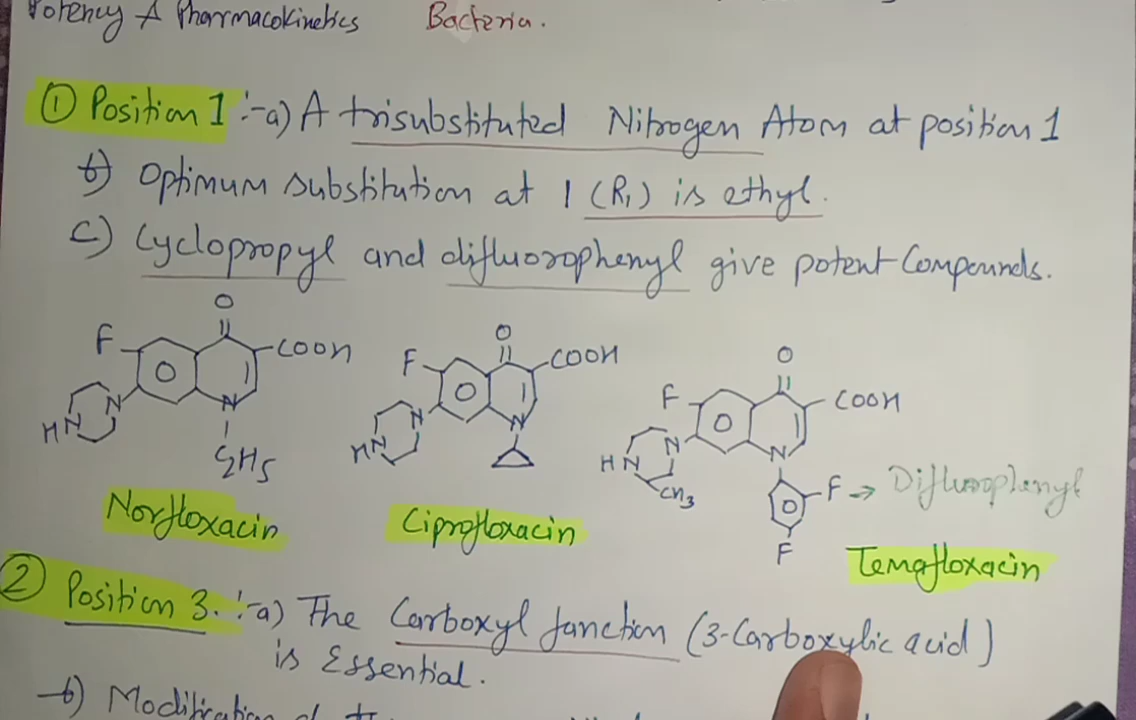 Potency & Pharmacokinetics Bacteria.
① Position 1 :- a) A trisubstituted Nitrogen Atom at position 1
b) Optimum substitution at 1 (R₁) is ethyl.
c) Cyclopropyl and difluorophenyl give potent Compounds.
O O O
F COOH F COOH F COOH
N N N N N N
HN HN HN
C₂H₅ CH₃ F → Difluorophenyl
F
Norfloxacin Ciprofloxacin Temafloxacin
② Position 3. :- a) The Carboxyl function (3-Carboxylic acid)
is Essential.
b) Modification of